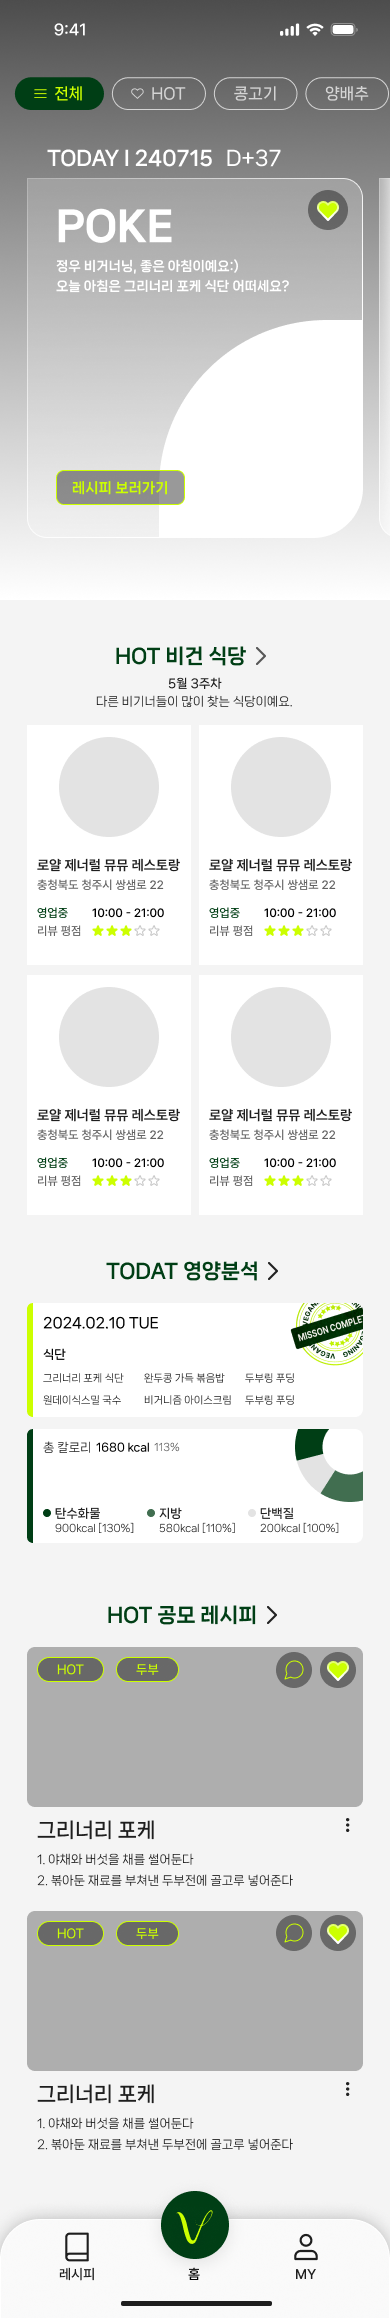 9:41
전체
HOT
콩고기
양배추
TODAY I 240715 D+37
POKE
정우 비거너님, 좋은 아침이예요:)
오늘 아침은 그리너리 포케 식단 어떠세요?
레시피 보러가기
HOT 비건 식당
5월 3주차
다른 비기너들이 많이 찾는 식당이예요.
로얄 제너럴 뮤뮤 레스토랑
충청북도 청주시 쌍샘로 22
영업중 10:00 - 21:00
리뷰 평점
로얄 제너럴 뮤뮤 레스토랑
충청북도 청주시 쌍샘로 22
영업중 10:00 - 21:00
리뷰 평점
로얄 제너럴 뮤뮤 레스토랑
충청북도 청주시 쌍샘로 22
영업중 10:00 - 21:00
리뷰 평점
로얄 제너럴 뮤뮤 레스토랑
충청북도 청주시 쌍샘로 22
영업중 10:00 - 21:00
리뷰 평점
TODAT 영양분석
2024.02.10 TUE
MISSON COMPLE
식단
그리너리 포케 식단 완두콩 가득 볶음밥 두부링 푸딩
원데이식스밀 국수 비거니즘 아이스크림 두부링 푸딩
총 칼로리 1680 kcal 113%
탄수화물
900kcal [130%]
지방
580kcal [110%]
단백질
200kcal [100%]
HOT 공모 레시피
HOT
두부
그리너리 포케
1. 야채와 버섯을 채를 썰어둔다
2. 볶아둔 재료를 부쳐낸 두부전에 골고루 넣어준다
HOT
두부
그리너리 포케
1. 야채와 버섯을 채를 썰어둔다
2. 볶아둔 재료를 부쳐낸 두부전에 골고루 넣어준다
V
레시피
홈
MY